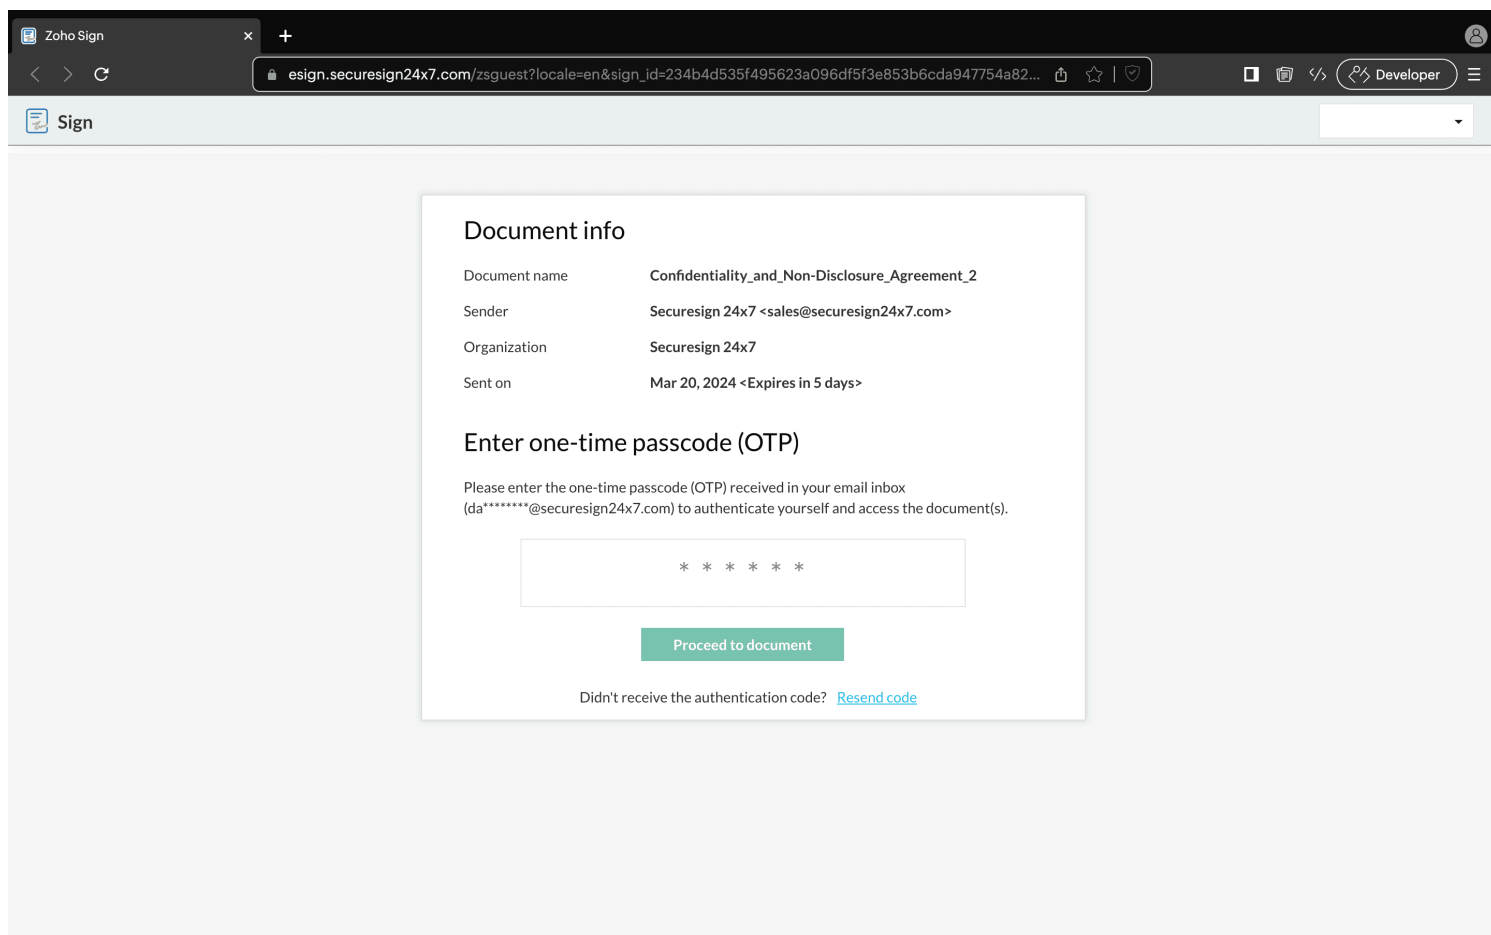 Zoho Sign
esign.securesign24x7.com/zsguest?locale=en&sign_id=234b4d535f495623a096df5f3e853b6cda947754a82...
Developer
Sign
Document info
Document name Confidentiality_and_Non-Disclosure_Agreement_2
Sender Securesign 24x7 <sales@securesign24x7.com>
Organization Securesign 24x7
Sent on Mar 20, 2024 <Expires in 5 days>
Enter one-time passcode (OTP)
Please enter the one-time passcode (OTP) received in your email inbox
(da********@securesign24x7.com) to authenticate yourself and access the document(s).
* * * * * *
Proceed to document
Didn't receive the authentication code? Resend code